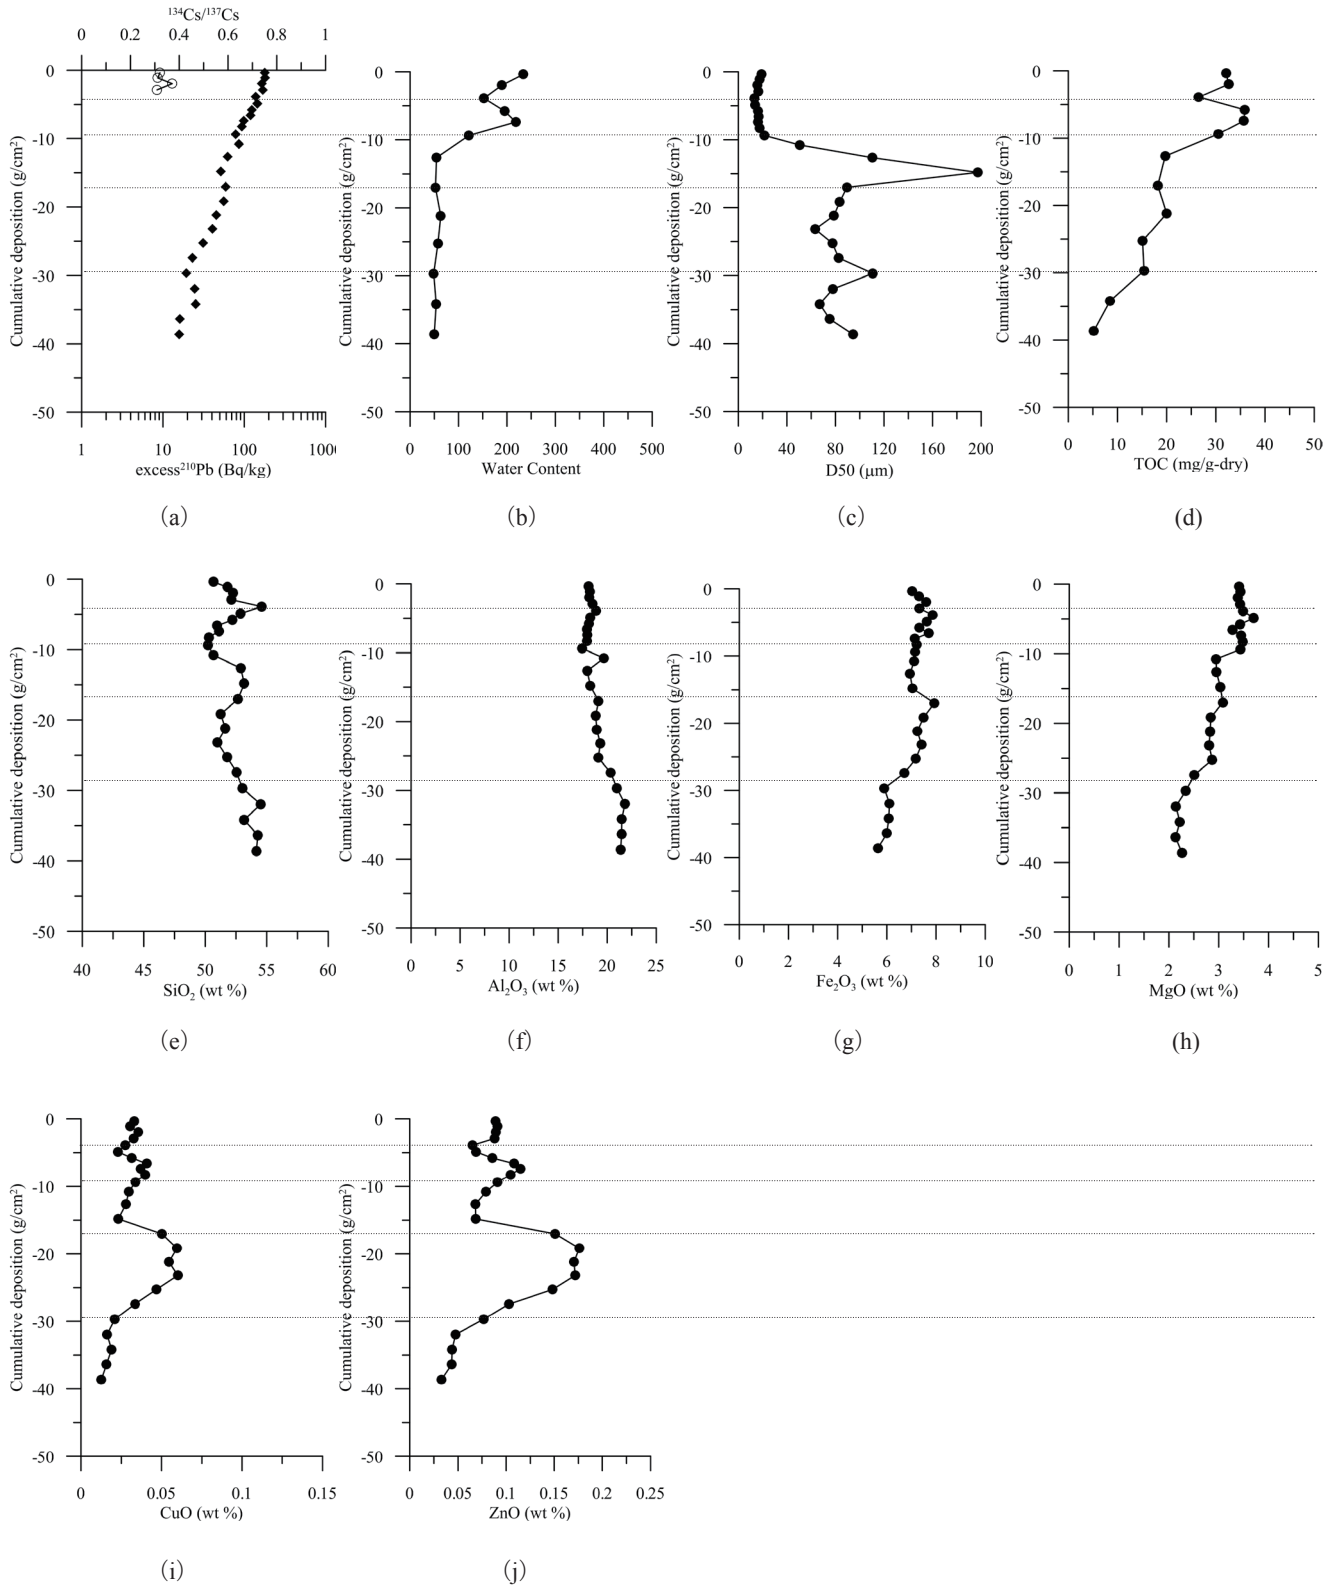 ¹³⁴Cs/¹³⁷Cs
0 0.2 0.4 0.6 0.8 1
0 0 0 0
-10 -10 -10 -10
-20 -20 -20 -20
-30 -30 -30 -30
-40 -40 -40 -40
-50 -50 -50 -50
Cumulative deposition (g/cm²) Cumulative deposition (g/cm²) Cumulative deposition (g/cm²) Cumulative deposition (g/cm²)
1 10 100 100 0 100 200 300 400 500 0 40 80 120 160 200 0 10 20 30 40 50
excess²¹⁰Pb (Bq/kg) Water Content D50 (μm) TOC (mg/g-dry)
(a) (b) (c) (d)
0 0 0 0
-10 -10 -10 -10
-20 -20 -20 -20
-30 -30 -30 -30
-40 -40 -40 -40
-50 -50 -50 -50
Cumulative deposition (g/cm²) Cumulative deposition (g/cm²) Cumulative deposition (g/cm²) Cumulative deposition (g/cm²)
40 45 51 55 60 0 5 10 15 20 25 0 2 4 6 8 10 0 1 2 3 4 5
SiO₂ (wt %) Al₂O₃ (wt %) Fe₂O₃ (wt %) MgO (wt %)
(e) (f) (g) (h)
0 0
-10 -10
-20 -20
-30 -30
-40 -40
-50 -50
Cumulative deposition (g/cm²) Cumulative deposition (g/cm²)
0 0.05 0.1 0.15 0 0.05 0.1 0.15 0.2 0.25
CuO (wt %) ZnO (wt %)
(i) (j)